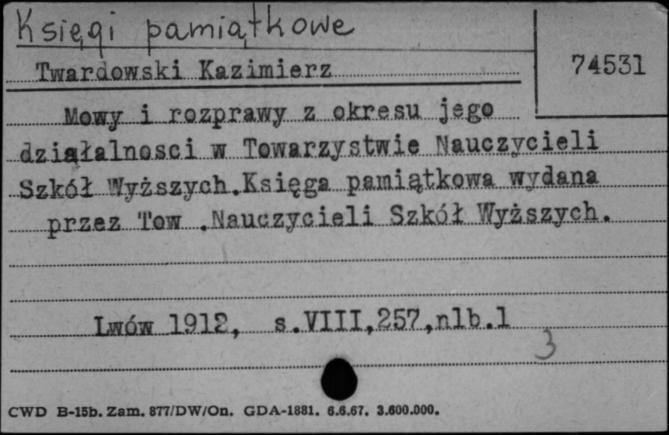 Księgi pamiątkowe
Twardowski Kazimierz
74531
Mowy i rozprawy z okresu jego
działalnosci w Towarzystwie Nauczycieli
Szkół Wyższych.Księga pamiątkowa wydana
przez Tow .Nauczycieli Szkół Wyższych.
Lwów 1912, s.VIII,257,nlb.1
3
CWD B-15b. Zam. 877/DW/On. GDA-1881. 6.6.67. 3.600.000.